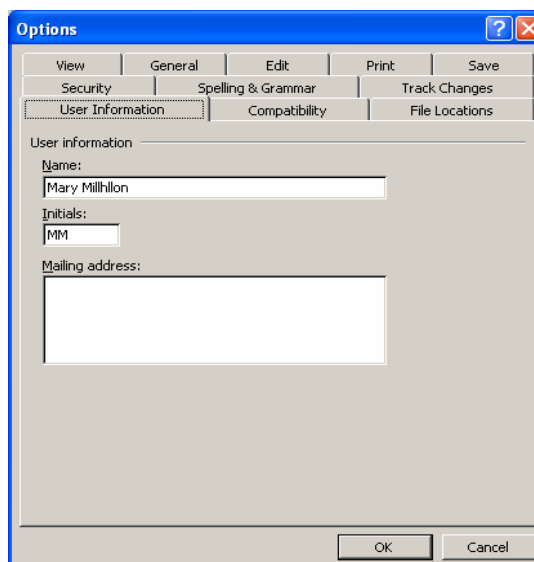 Options
View General Edit Print Save
Security Spelling & Grammar Track Changes
User Information Compatibility File Locations
User information
Name:
Mary Millhllon
Initials:
MM
Mailing address:
OK Cancel